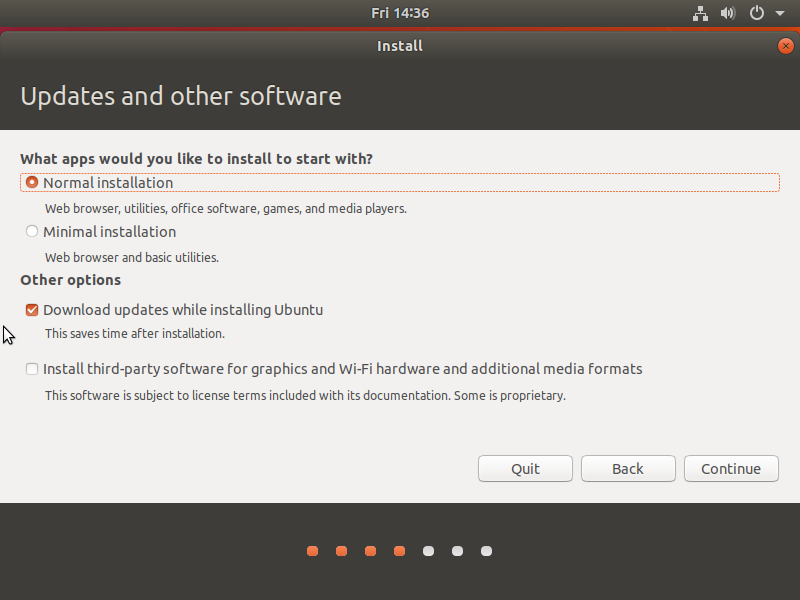 Fri 14:36
Install
Updates and other software
What apps would you like to install to start with?
Normal installation
Web browser, utilities, office software, games, and media players.
Minimal installation
Web browser and basic utilities.
Other options
Download updates while installing Ubuntu
This saves time after installation.
Install third-party software for graphics and Wi-Fi hardware and additional media formats
This software is subject to license terms included with its documentation. Some is proprietary.
Quit Back Continue